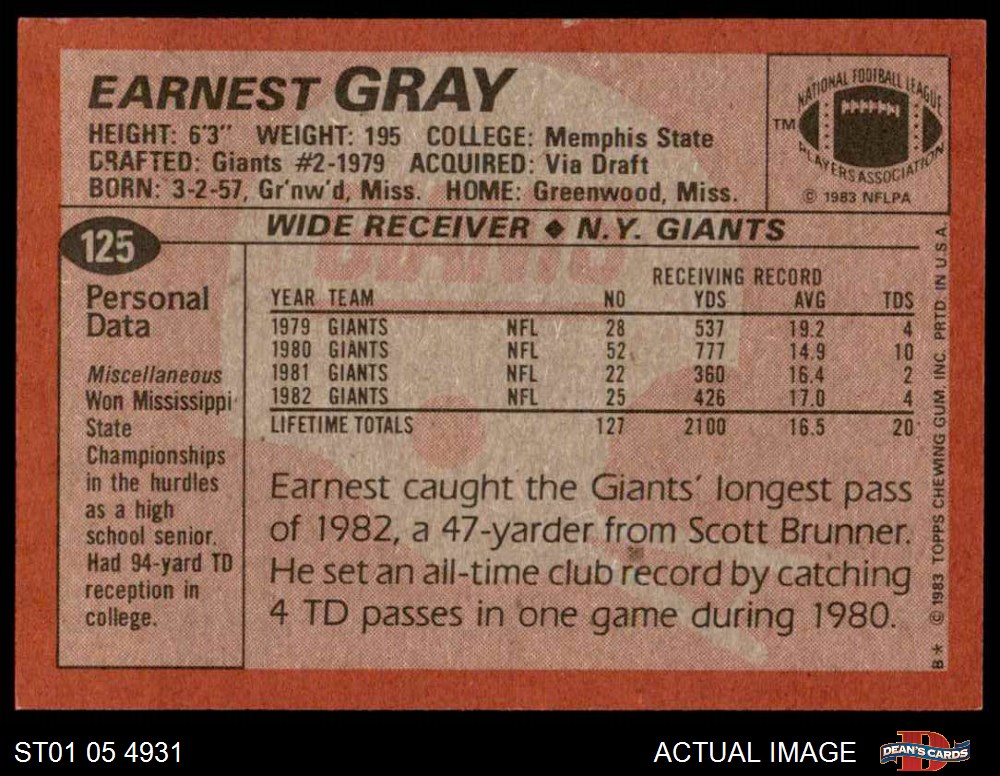 EARNEST GRAY
HEIGHT: 6'3" WEIGHT: 195 COLLEGE: Memphis State
DRAFTED: Giants #2-1979 ACQUIRED: Via Draft
BORN: 3-2-57, Gr'nw'd, Miss. HOME: Greenwood, Miss.
NATIONAL FOOTBALL LEAGUE
TM
PLAYERS ASSOCIATION
© 1983 NFLPA
125
WIDE RECEIVER ◆ N.Y. GIANTS
Personal
Data
Miscellaneous
Won Mississippi
State
Championships
in the hurdles
as a high
school senior.
Had 94-yard TD
reception in
college.
RECEIVING RECORD
YEAR TEAM NO YDS AVG TDS
1979 GIANTS NFL 28 537 19.2 4
1980 GIANTS NFL 52 777 14.9 10
1981 GIANTS NFL 22 360 16.4 2
1982 GIANTS NFL 25 426 17.0 4
LIFETIME TOTALS 127 2100 16.5 20
Earnest caught the Giants' longest pass
of 1982, a 47-yarder from Scott Brunner.
He set an all-time club record by catching
4 TD passes in one game during 1980.
B* © 1983 TOPPS CHEWING GUM, INC. PRTD. IN U.S.A.
ST01 05 4931
ACTUAL IMAGE
DEAN'S CARDS